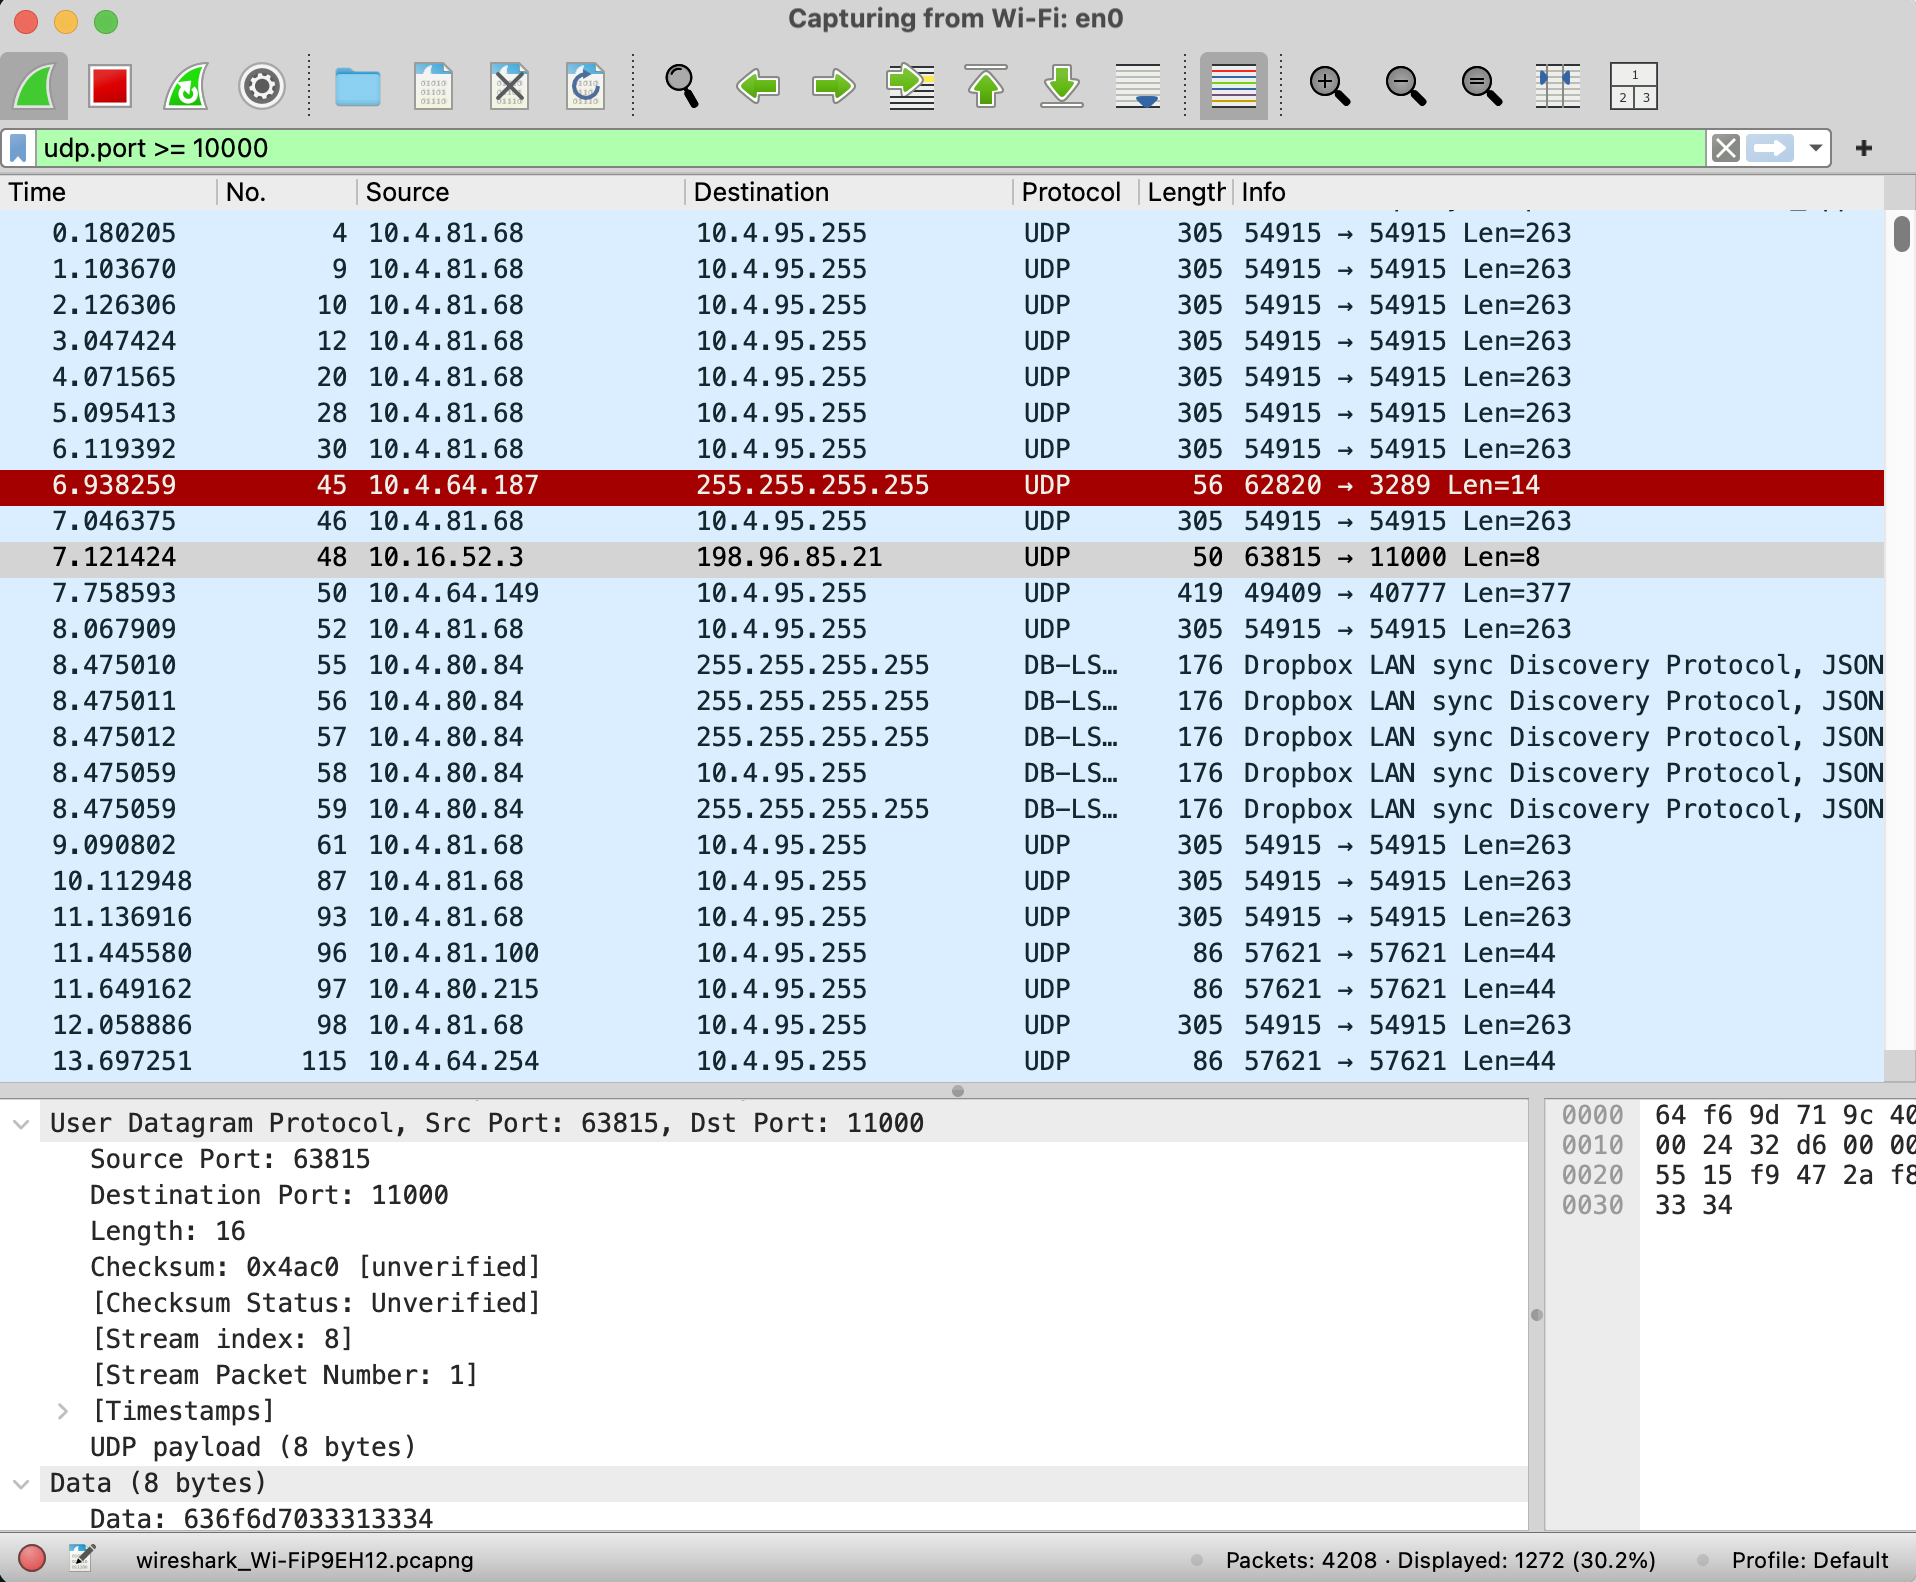 Capturing from Wi-Fi: en0
udp.port >= 10000
Time No. Source Destination Protocol Length Info
0.180205 4 10.4.81.68 10.4.95.255 UDP 305 54915 → 54915 Len=263
1.103670 9 10.4.81.68 10.4.95.255 UDP 305 54915 → 54915 Len=263
2.126306 10 10.4.81.68 10.4.95.255 UDP 305 54915 → 54915 Len=263
3.047424 12 10.4.81.68 10.4.95.255 UDP 305 54915 → 54915 Len=263
4.071565 20 10.4.81.68 10.4.95.255 UDP 305 54915 → 54915 Len=263
5.095413 28 10.4.81.68 10.4.95.255 UDP 305 54915 → 54915 Len=263
6.119392 30 10.4.81.68 10.4.95.255 UDP 305 54915 → 54915 Len=263
6.938259 45 10.4.64.187 255.255.255.255 UDP 56 62820 → 3289 Len=14
7.046375 46 10.4.81.68 10.4.95.255 UDP 305 54915 → 54915 Len=263
7.121424 48 10.16.52.3 198.96.85.21 UDP 50 63815 → 11000 Len=8
7.758593 50 10.4.64.149 10.4.95.255 UDP 419 49409 → 40777 Len=377
8.067909 52 10.4.81.68 10.4.95.255 UDP 305 54915 → 54915 Len=263
8.475010 55 10.4.80.84 255.255.255.255 DB-LS… 176 Dropbox LAN sync Discovery Protocol, JSON
8.475011 56 10.4.80.84 255.255.255.255 DB-LS… 176 Dropbox LAN sync Discovery Protocol, JSON
8.475012 57 10.4.80.84 255.255.255.255 DB-LS… 176 Dropbox LAN sync Discovery Protocol, JSON
8.475059 58 10.4.80.84 10.4.95.255 DB-LS… 176 Dropbox LAN sync Discovery Protocol, JSON
8.475059 59 10.4.80.84 255.255.255.255 DB-LS… 176 Dropbox LAN sync Discovery Protocol, JSON
9.090802 61 10.4.81.68 10.4.95.255 UDP 305 54915 → 54915 Len=263
10.112948 87 10.4.81.68 10.4.95.255 UDP 305 54915 → 54915 Len=263
11.136916 93 10.4.81.68 10.4.95.255 UDP 305 54915 → 54915 Len=263
11.445580 96 10.4.81.100 10.4.95.255 UDP 86 57621 → 57621 Len=44
11.649162 97 10.4.80.215 10.4.95.255 UDP 86 57621 → 57621 Len=44
12.058886 98 10.4.81.68 10.4.95.255 UDP 305 54915 → 54915 Len=263
13.697251 115 10.4.64.254 10.4.95.255 UDP 86 57621 → 57621 Len=44
User Datagram Protocol, Src Port: 63815, Dst Port: 11000
Source Port: 63815
Destination Port: 11000
Length: 16
Checksum: 0x4ac0 [unverified]
[Checksum Status: Unverified]
[Stream index: 8]
[Stream Packet Number: 1]
[Timestamps]
UDP payload (8 bytes)
Data (8 bytes)
Data: 636f6d7033313334
0000 64 f6 9d 71 9c 40
0010 00 24 32 d6 00 00
0020 55 15 f9 47 2a f8
0030 33 34
wireshark_Wi-FiP9EH12.pcapng
Packets: 4208 · Displayed: 1272 (30.2%)
Profile: Default